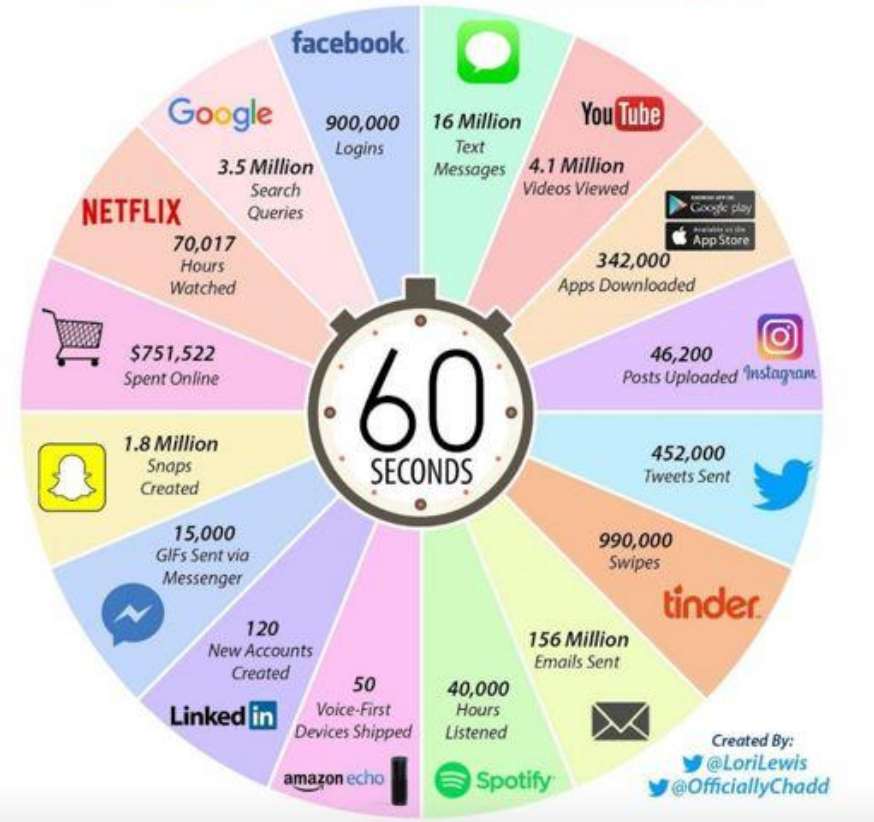 facebook
900,000
Logins
16 Million
Text
Messages
YouTube
4.1 Million
Videos Viewed
Google play
App Store
342,000
Apps Downloaded
46,200
Posts Uploaded
Instagram
452,000
Tweets Sent
990,000
Swipes
tinder
156 Million
Emails Sent
40,000
Hours
Listened
Spotify
50
Voice-First
Devices Shipped
amazon echo
120
New Accounts
Created
Linked in
15,000
GIFs Sent via
Messenger
1.8 Million
Snaps
Created
$751,522
Spent Online
NETFLIX
70,017
Hours
Watched
Google
3.5 Million
Search
Queries
60
SECONDS
Created By:
@LoriLewis
@OfficiallyChadd